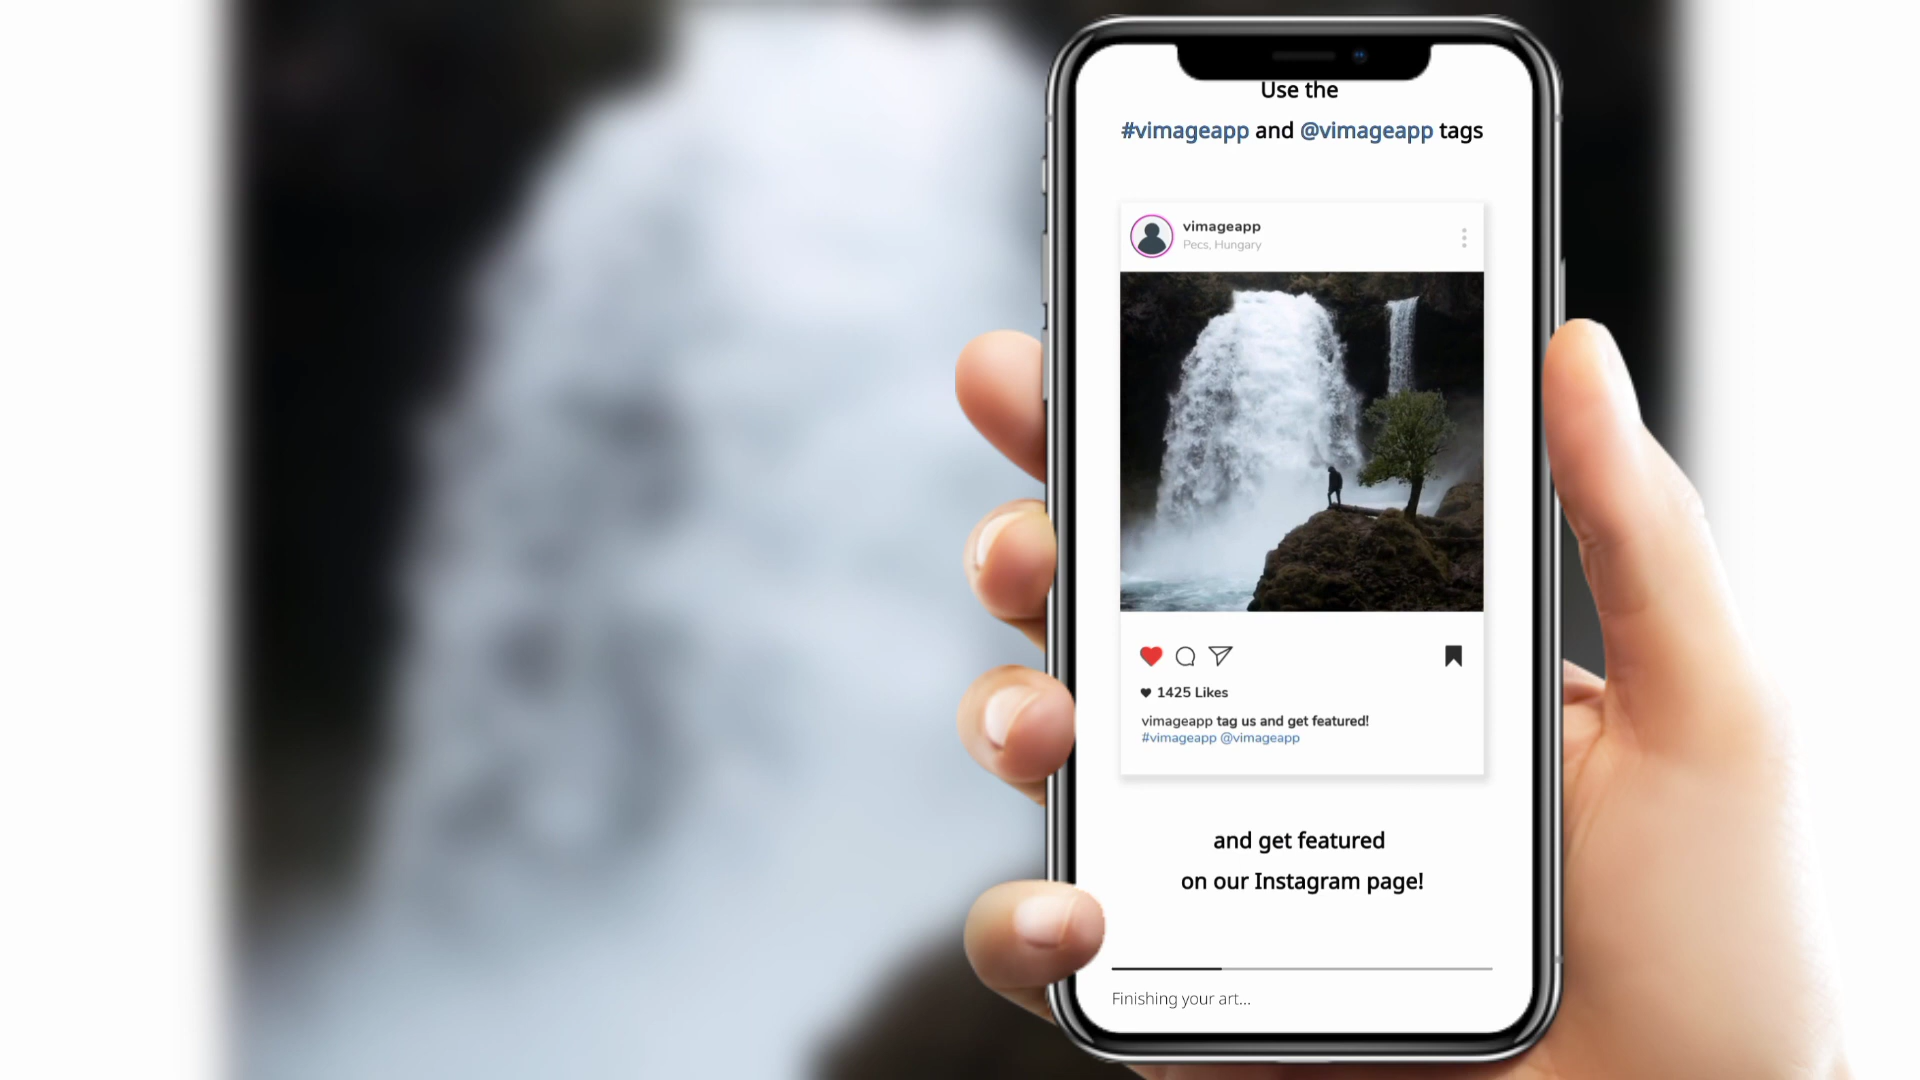 Use the
#vimageapp and @vimageapp tags
vimageapp
Pecs, Hungary
1425 Likes
vimageapp tag us and get featured!
#vimageapp @vimageapp
and get featured
on our Instagram page!
Finishing your art...